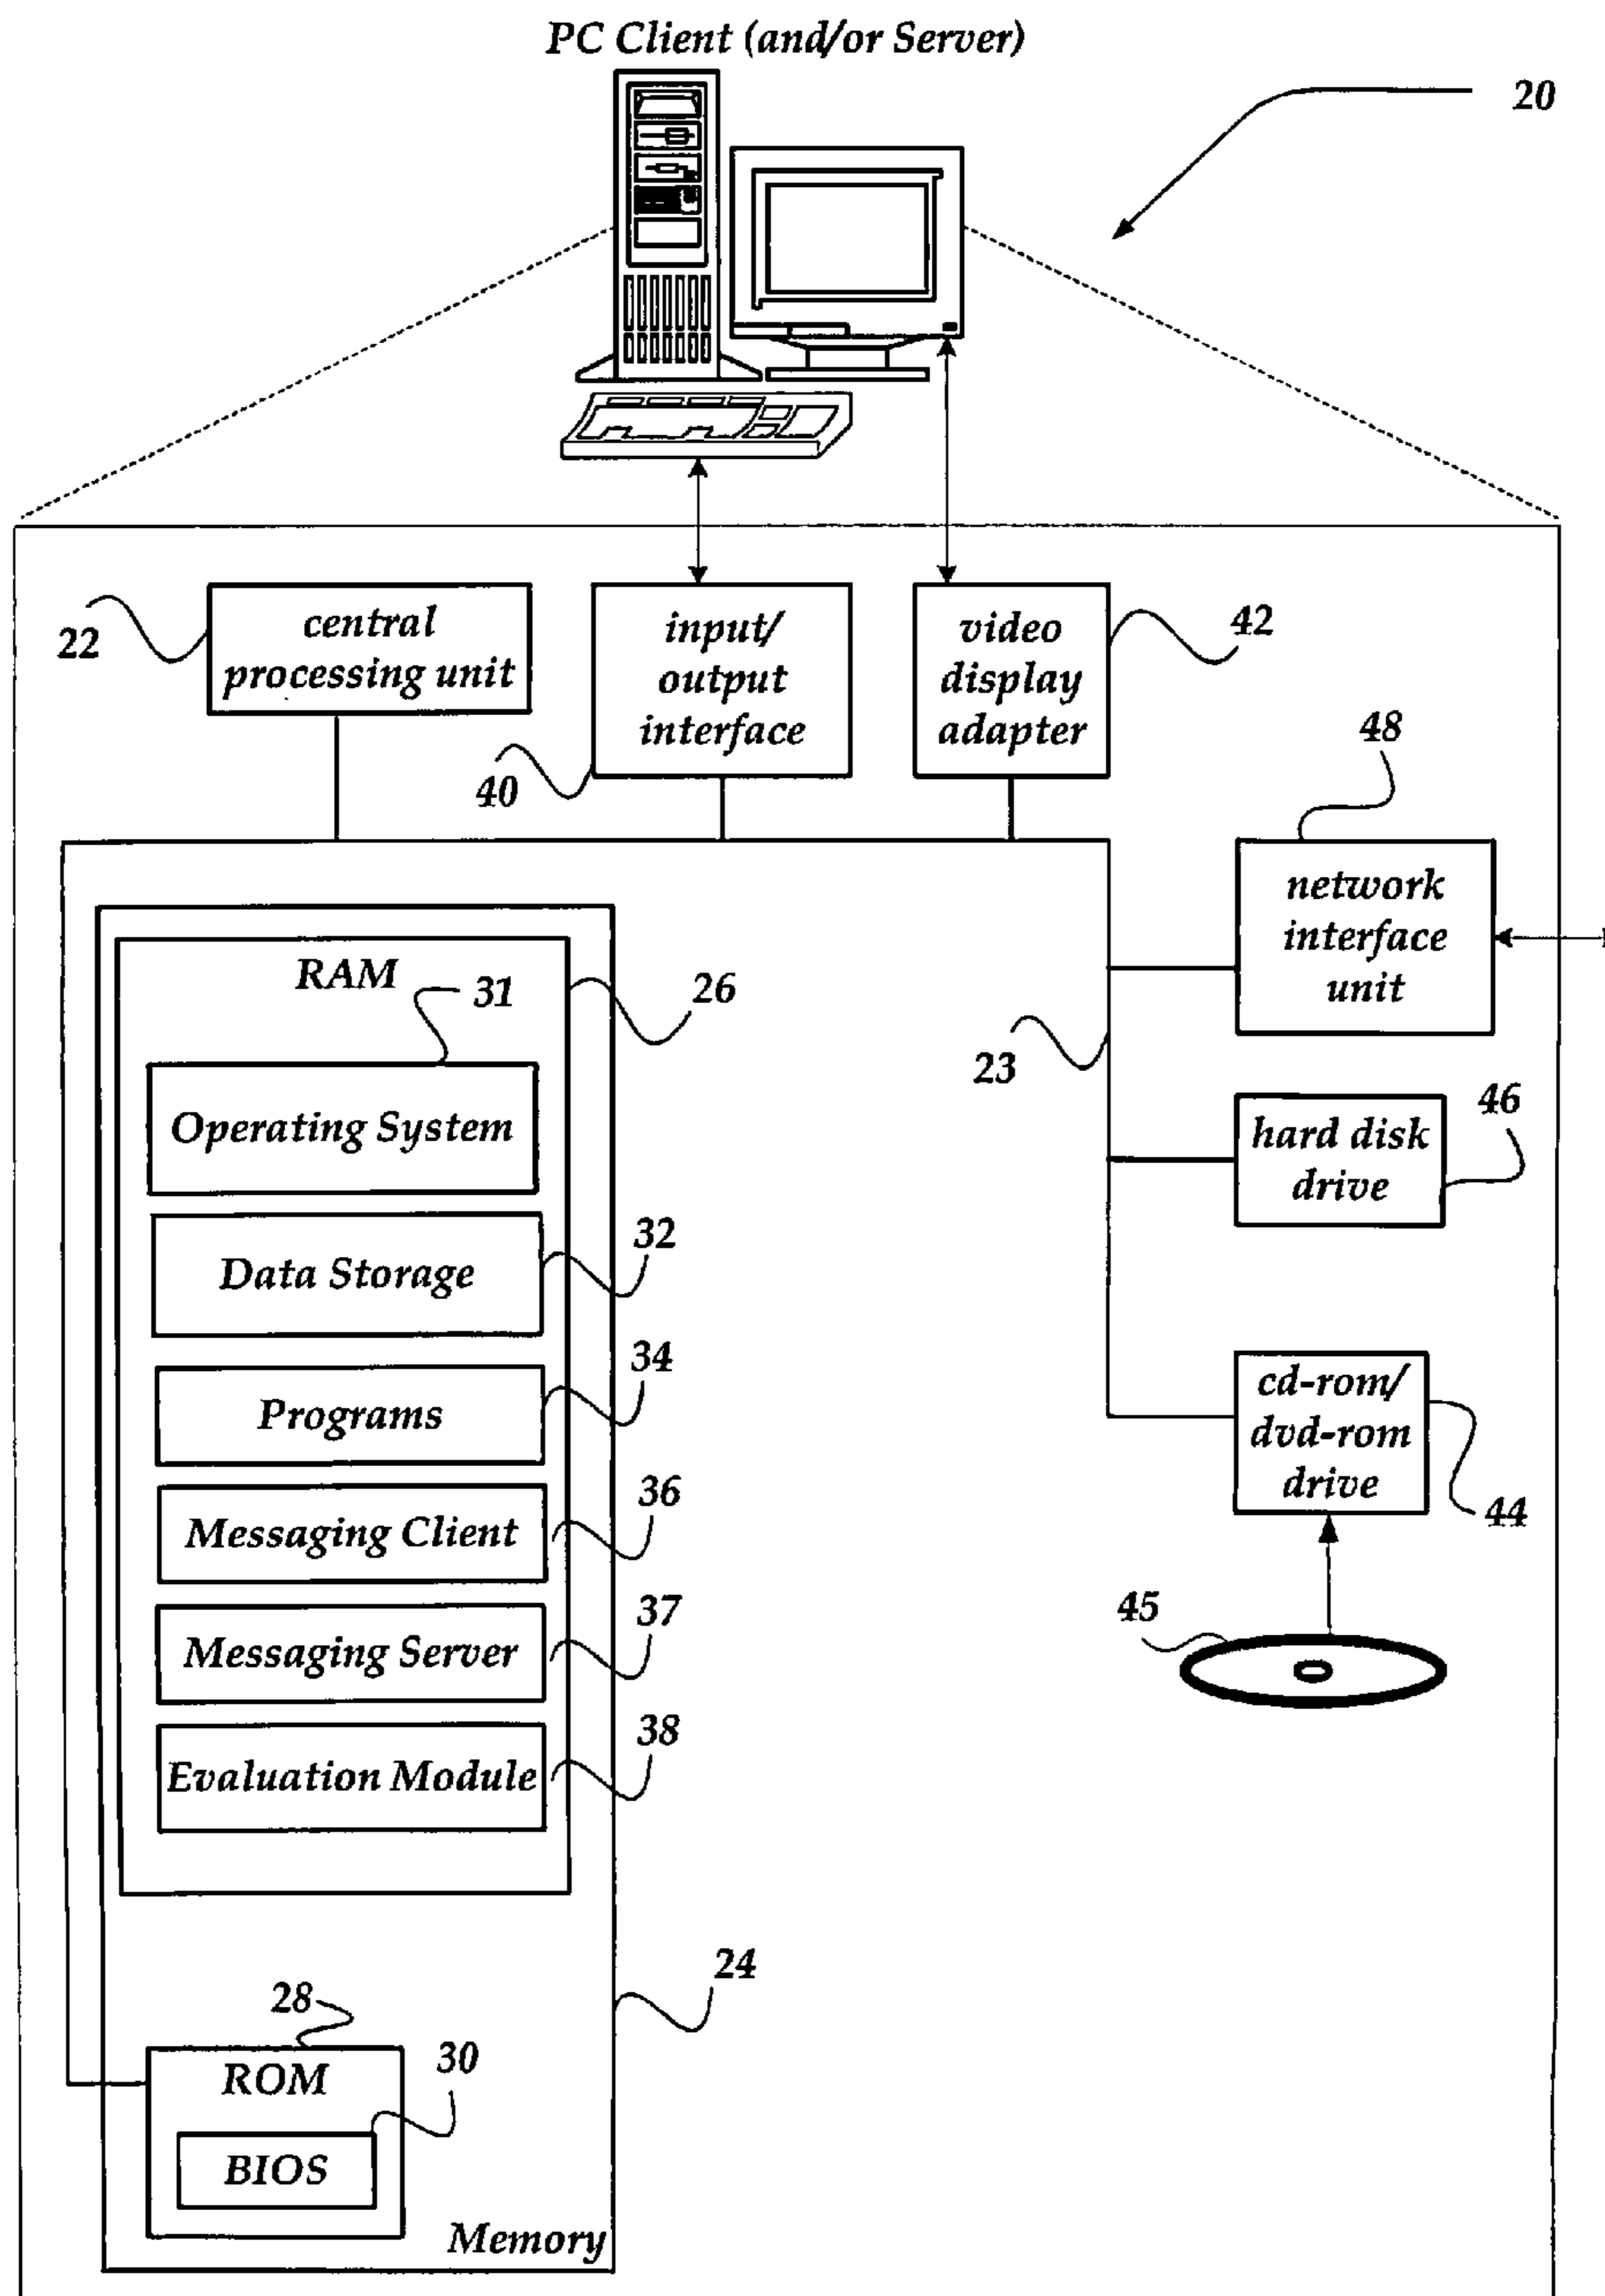 PC Client (and/or Server)
20
22
central
processing unit
input/
output
interface
40
video
display
adapter
42
48
network
interface
unit
RAM
31
26
23
Operating System
46
hard disk
drive
Data Storage
32
Programs
34
cd-rom/
dvd-rom
drive
44
Messaging Client
36
Messaging Server
37
45
Evaluation Module
38
24
28
ROM
30
BIOS
Memory